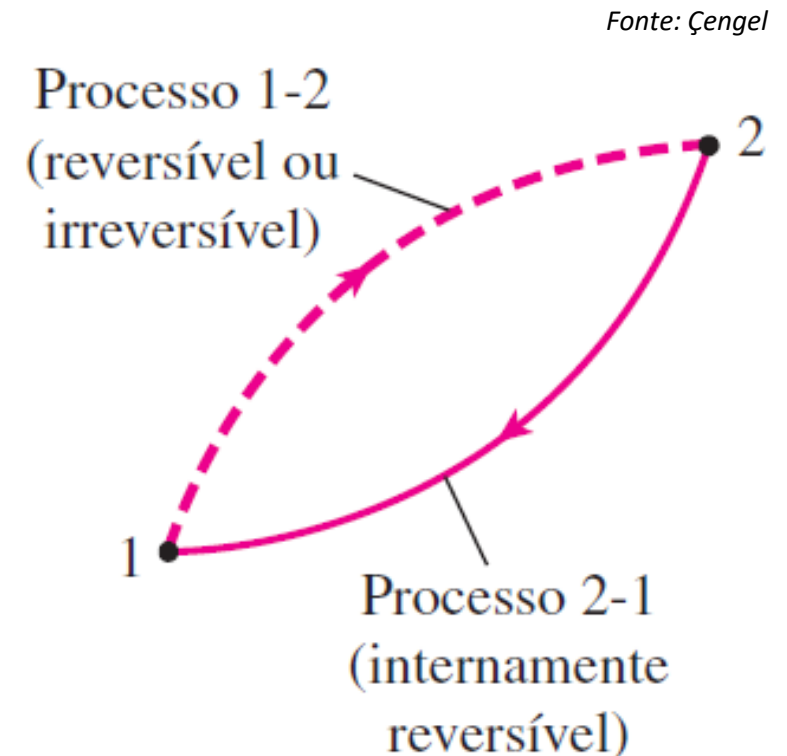 Fonte: Çengel
Processo 1-2
(reversível ou
irreversível)
2
1
Processo 2-1
(internamente
reversível)